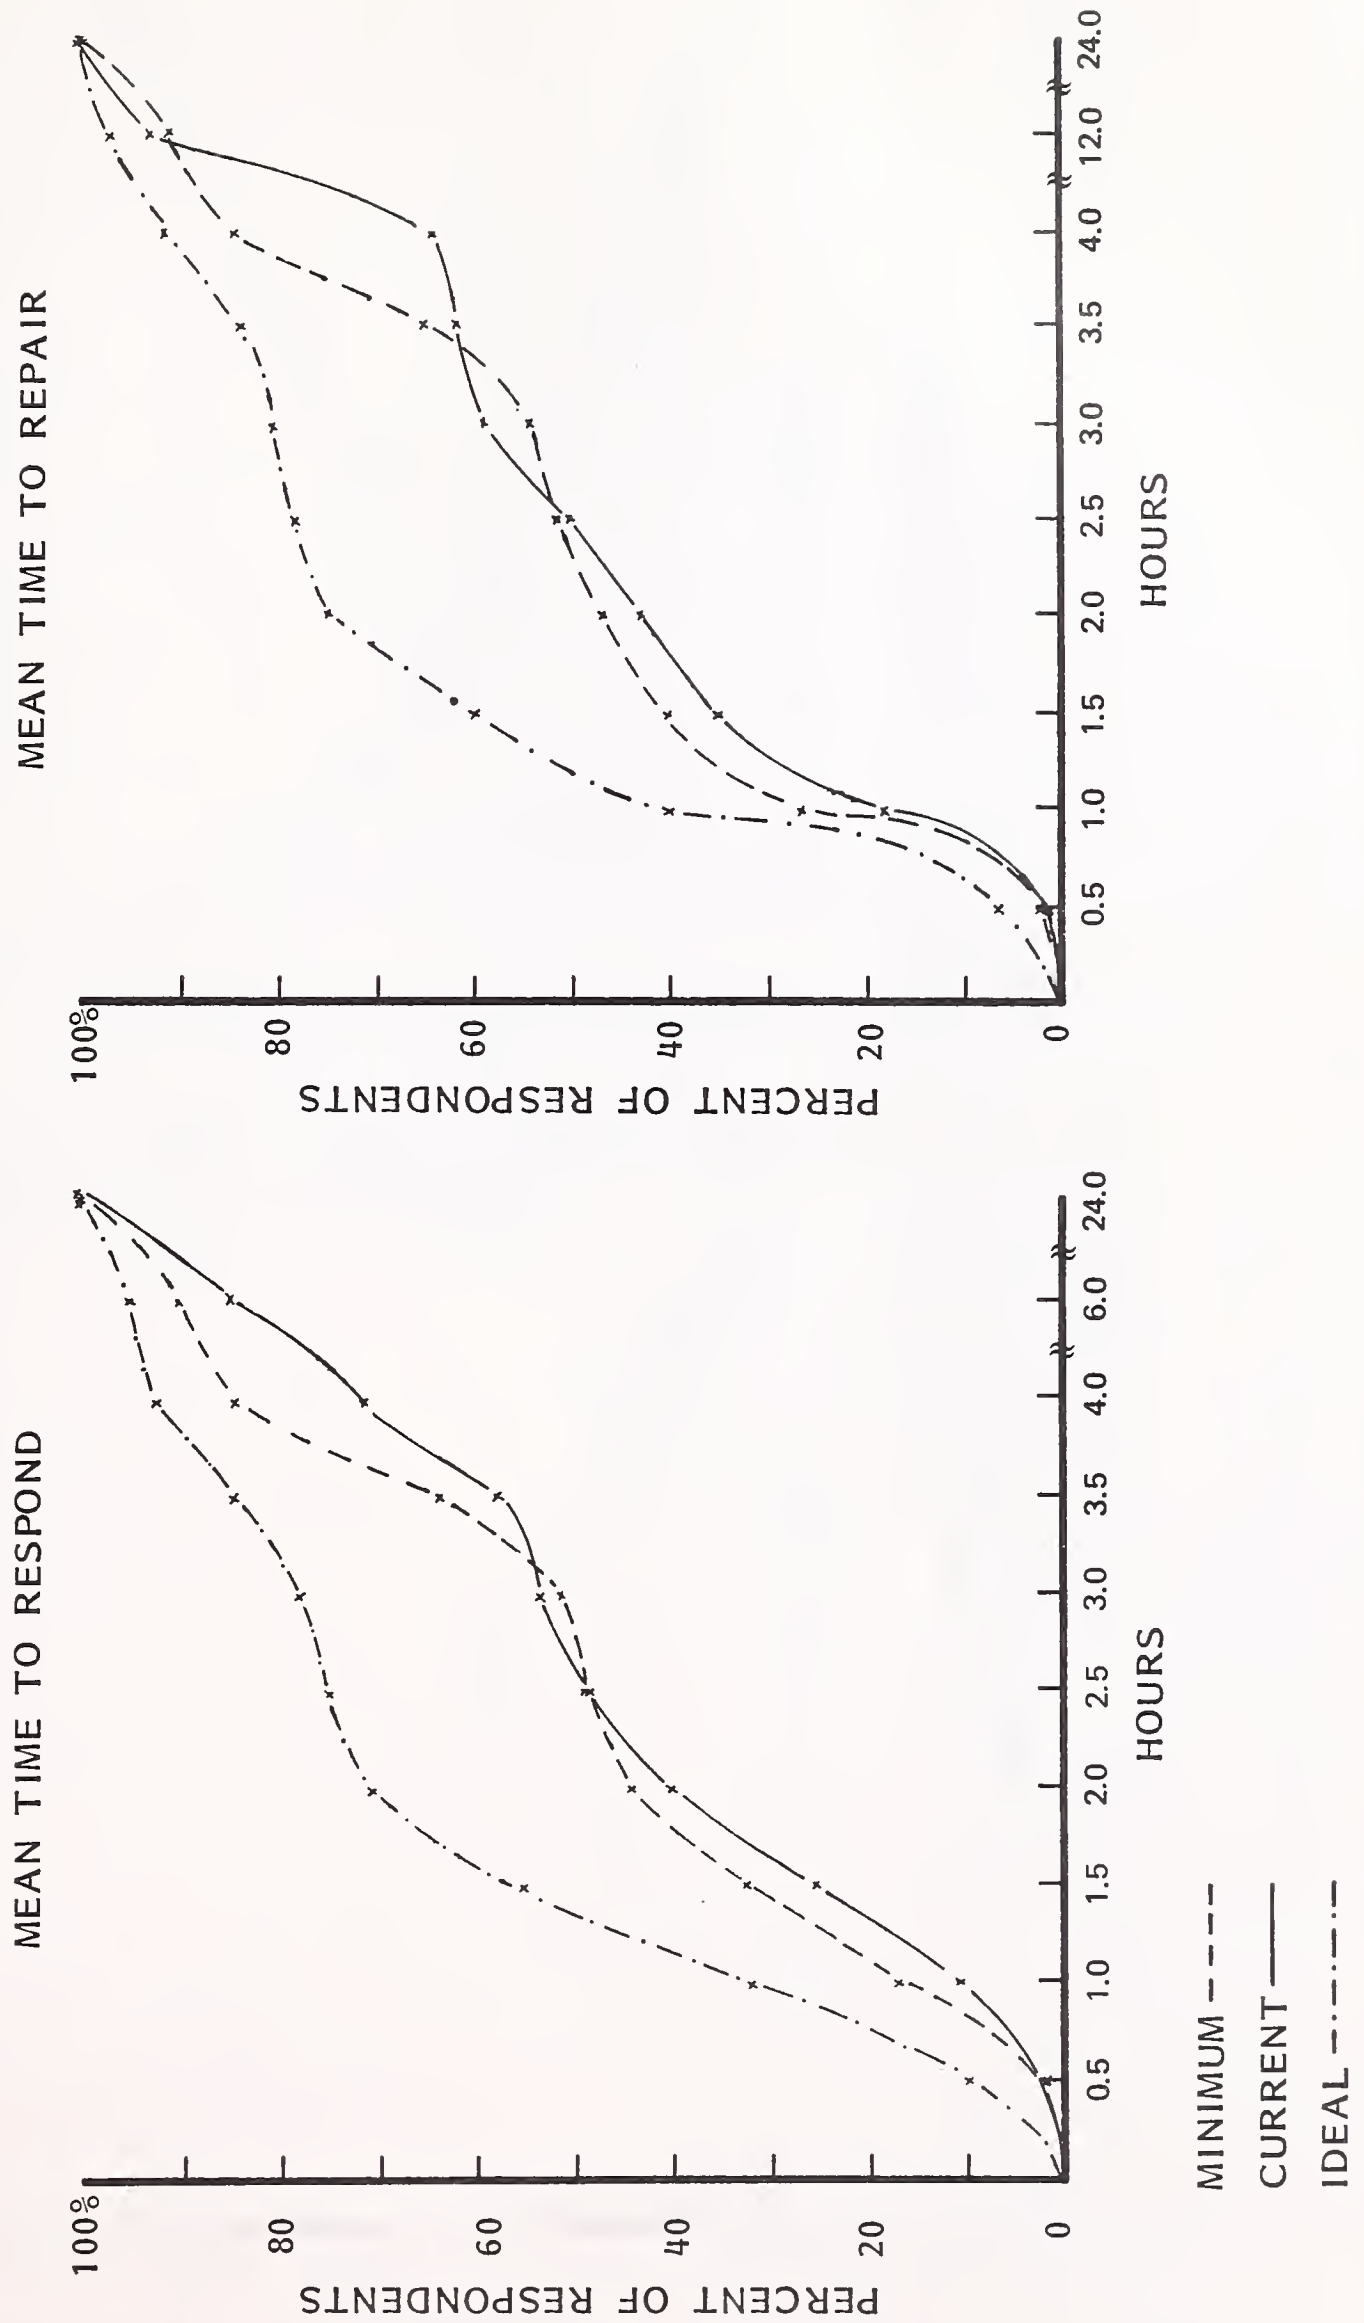 MEAN TIME TO RESPOND
PERCENT OF RESPONDENTS
100%
80
60
40
20
0
0.5 1.0 1.5 2.0 2.5 3.0 3.5 4.0 6.0 24.0
HOURS
MEAN TIME TO REPAIR
PERCENT OF RESPONDENTS
100%
80
60
40
20
0
0.5 1.0 1.5 2.0 2.5 3.0 3.5 4.0 12.0 24.0
HOURS
MINIMUM
CURRENT
IDEAL